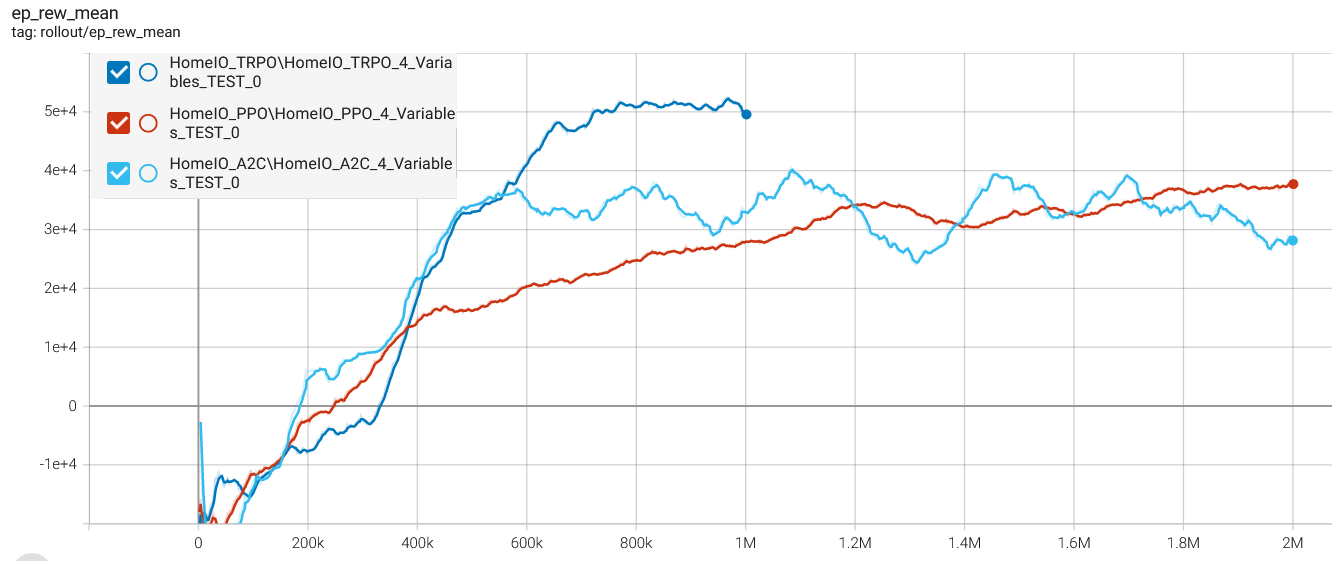 ep_rew_mean
tag: rollout/ep_rew_mean
HomeIO_TRPO\HomeIO_TRPO_4_Varia
bles_TEST_0
HomeIO_PPO\HomeIO_PPO_4_Variable
s_TEST_0
HomeIO_A2C\HomeIO_A2C_4_Variable
s_TEST_0
5e+4
4e+4
3e+4
2e+4
1e+4
0
-1e+4
0 200k 400k 600k 800k 1M 1.2M 1.4M 1.6M 1.8M 2M